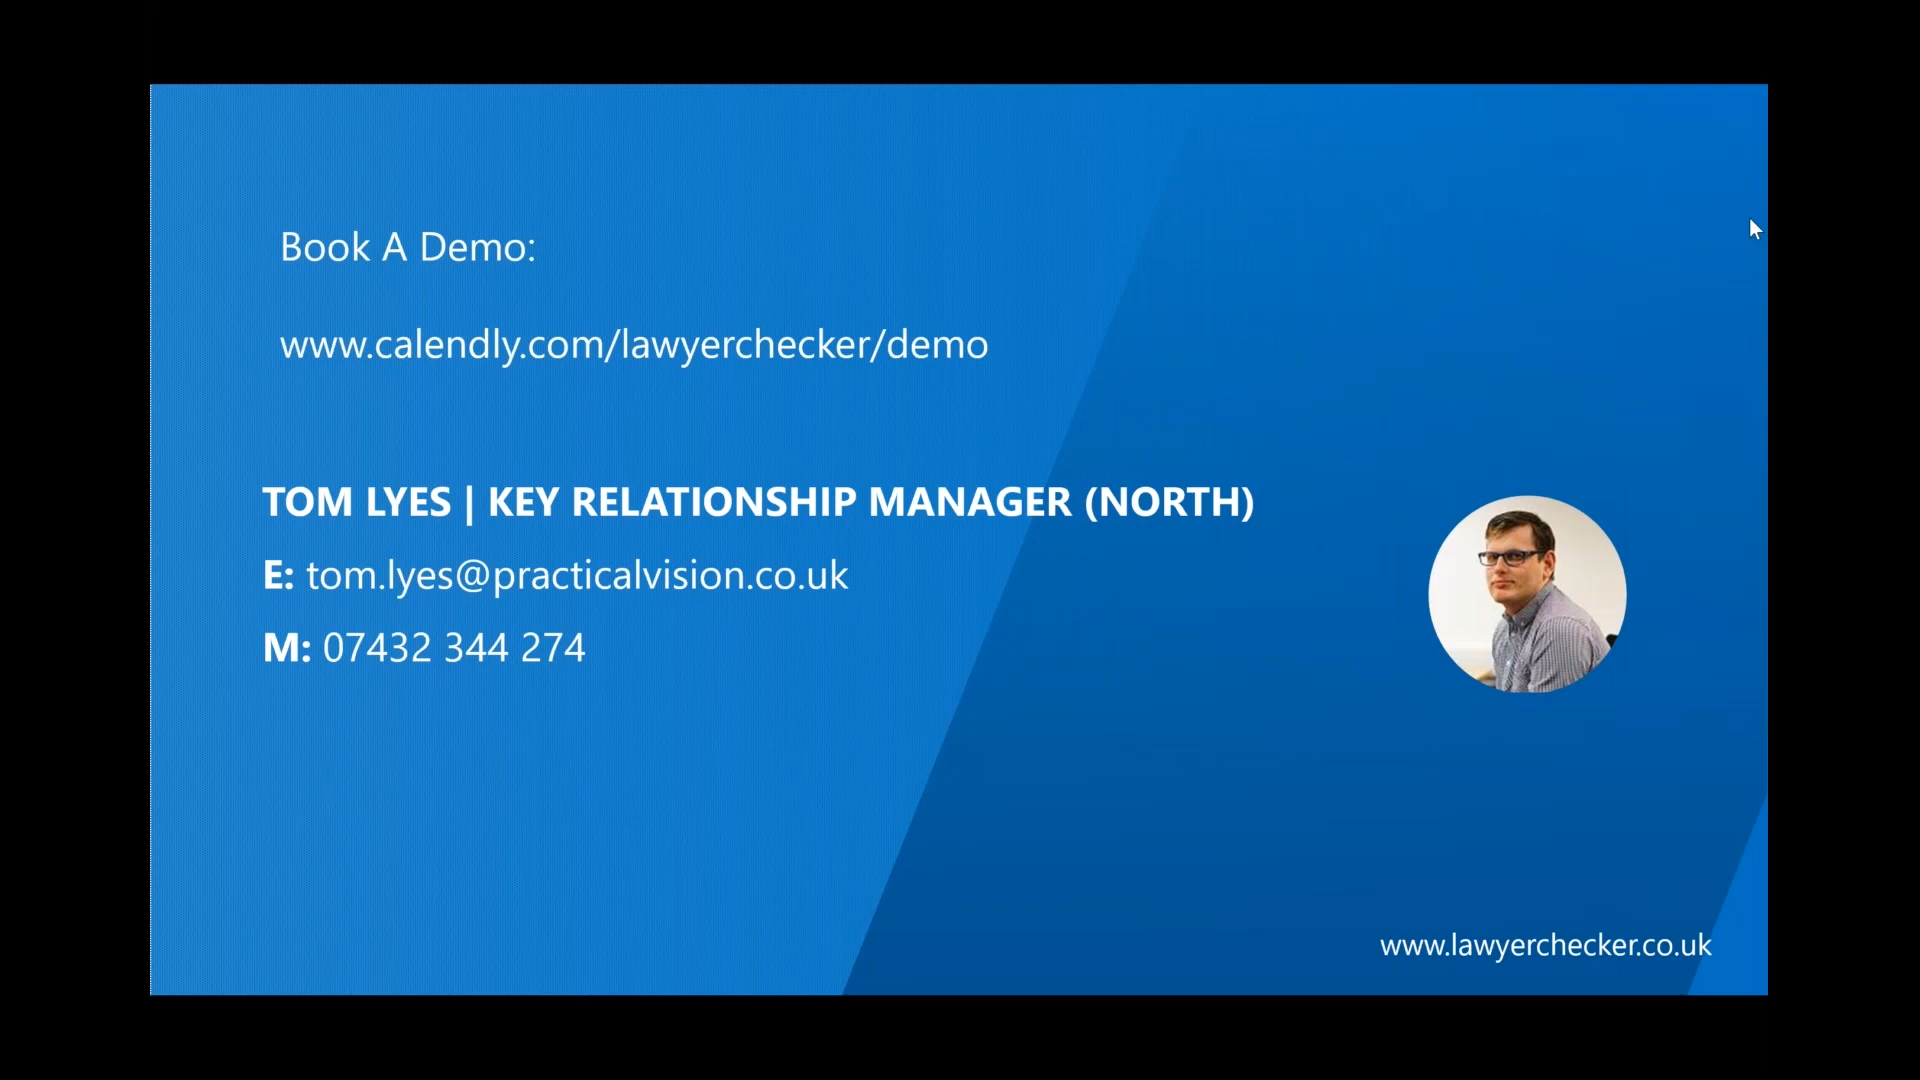 Book A Demo:
www.calendly.com/lawyerchecker/demo
TOM LYES | KEY RELATIONSHIP MANAGER (NORTH)
E: tom.lyes@practicalvision.co.uk
M: 07432 344 274
www.lawyerchecker.co.uk